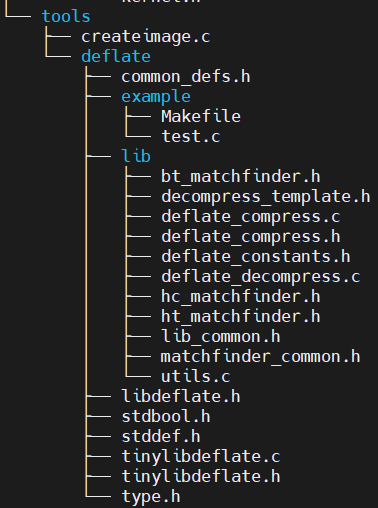 kernel.h
└── tools
├── createimage.c
└── deflate
├── common_defs.h
├── example
│   ├── Makefile
│   └── test.c
├── lib
│   ├── bt_matchfinder.h
│   ├── decompress_template.h
│   ├── deflate_compress.c
│   ├── deflate_compress.h
│   ├── deflate_constants.h
│   ├── deflate_decompress.c
│   ├── hc_matchfinder.h
│   ├── ht_matchfinder.h
│   ├── lib_common.h
│   ├── matchfinder_common.h
│   └── utils.c
├── libdeflate.h
├── stdbool.h
├── stddef.h
├── tinylibdeflate.c
├── tinylibdeflate.h
└── type.h